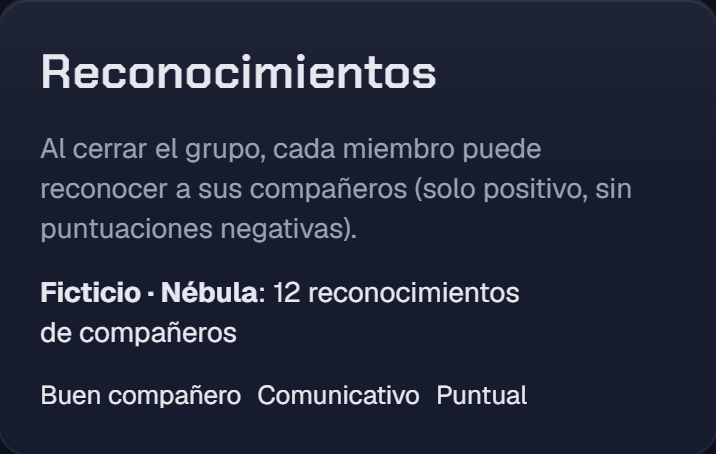 Reconocimientos
Al cerrar el grupo, cada miembro puede
reconocer a sus compañeros (solo positivo, sin
puntuaciones negativas).
Ficticio · Nébula: 12 reconocimientos
de compañeros
Buen compañero Comunicativo Puntual